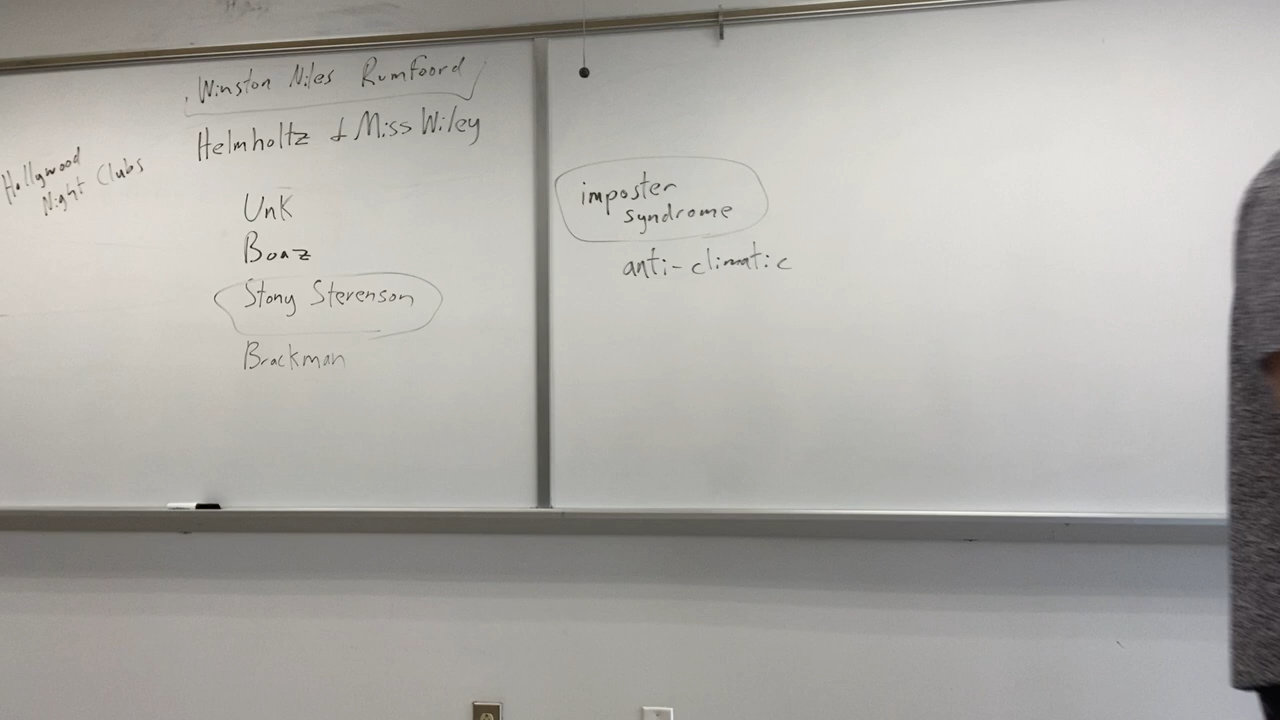 Winston Niles Rumfoord
Helmholtz & Miss Wiley
Hollywood
Night Clubs
Unk
Boaz
Stony Stevenson
Brackman
imposter
syndrome
anti-climatic